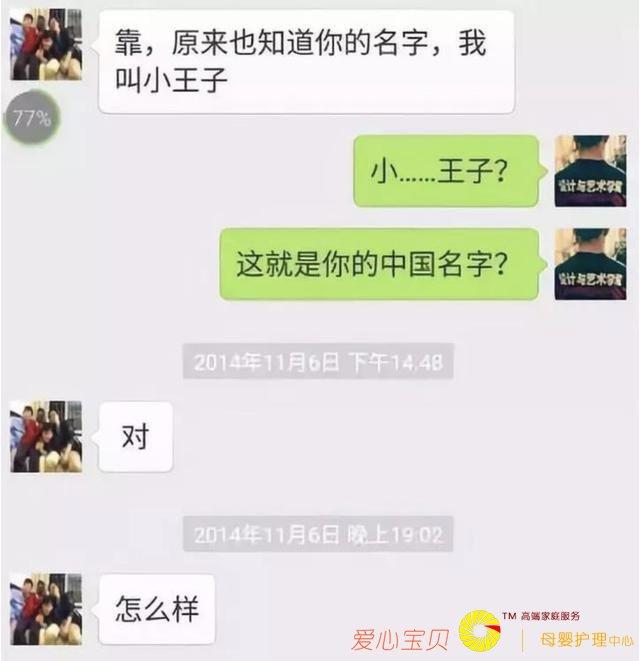 靠，原来也知道你的名字，我
叫小王子
77%
小……王子？
设计与艺术学院
这就是你的中国名字？
设计与艺术学院
2014年11月6日 下午14:48
对
2014年11月6日 晚上19:02
怎么样
爱心宝贝
TM 高端家庭服务
母婴护理中心